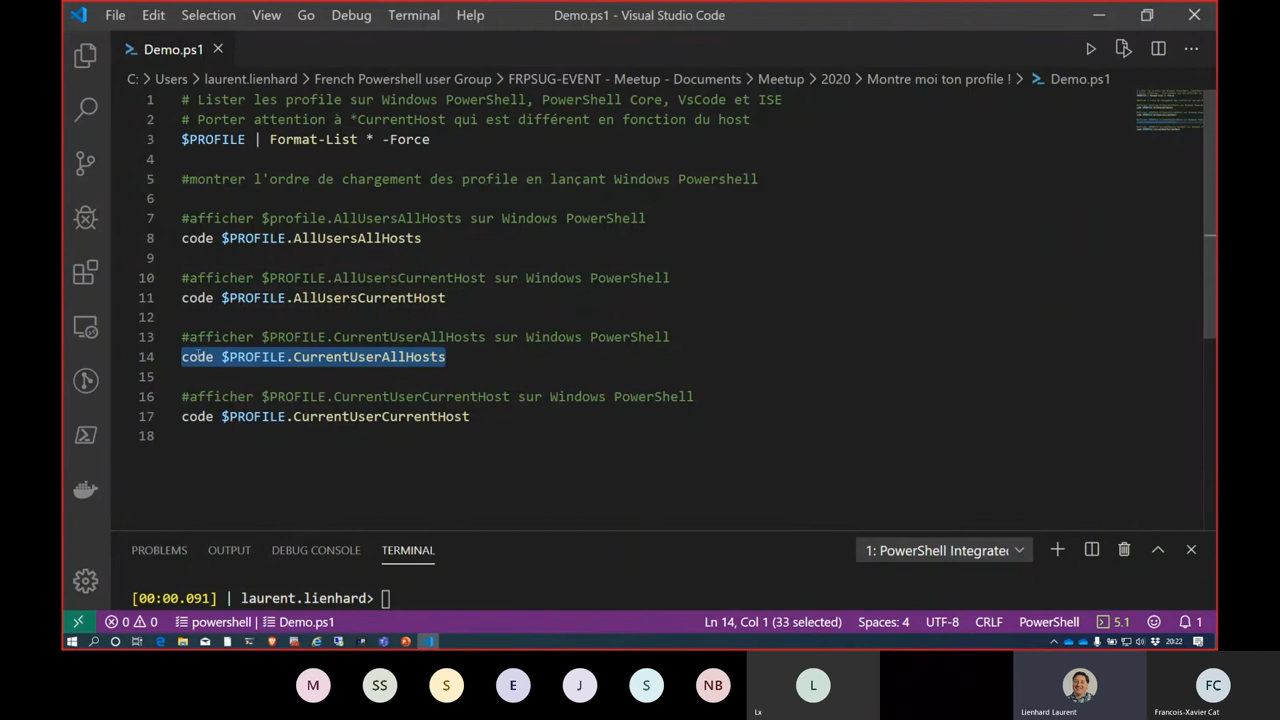 File Edit Selection View Go Debug Terminal Help Demo.ps1 - Visual Studio Code
Demo.ps1
C: > Users > laurent.lienhard > French Powershell user Group > FRPSUG-EVENT - Meetup - Documents > Meetup > 2020 > Montre moi ton profile ! > Demo.ps1
1 # Lister les profile sur Windows PowerShell, PowerShell Core, VsCode et ISE
2 # Porter attention à *CurrentHost qui est différent en fonction du host
3 $PROFILE | Format-List * -Force
4
5 #montrer l'ordre de chargement des profile en lançant Windows Powershell
6
7 #afficher $profile.AllUsersAllHosts sur Windows PowerShell
8 code $PROFILE.AllUsersAllHosts
9
10 #afficher $PROFILE.AllUsersCurrentHost sur Windows PowerShell
11 code $PROFILE.AllUsersCurrentHost
12
13 #afficher $PROFILE.CurrentUserAllHosts sur Windows PowerShell
14 code $PROFILE.CurrentUserAllHosts
15
16 #afficher $PROFILE.CurrentUserCurrentHost sur Windows PowerShell
17 code $PROFILE.CurrentUserCurrentHost
18
PROBLEMS OUTPUT DEBUG CONSOLE TERMINAL 1: PowerShell Integrate
[00:00.091] | laurent.lienhard>
0 0 powershell | Demo.ps1 Ln 14, Col 1 (33 selected) Spaces: 4 UTF-8 CRLF PowerShell 5.1 1
20:22
M SS S E J S NB L FC
Lx Lienhard Laurent Francois-Xavier Cat